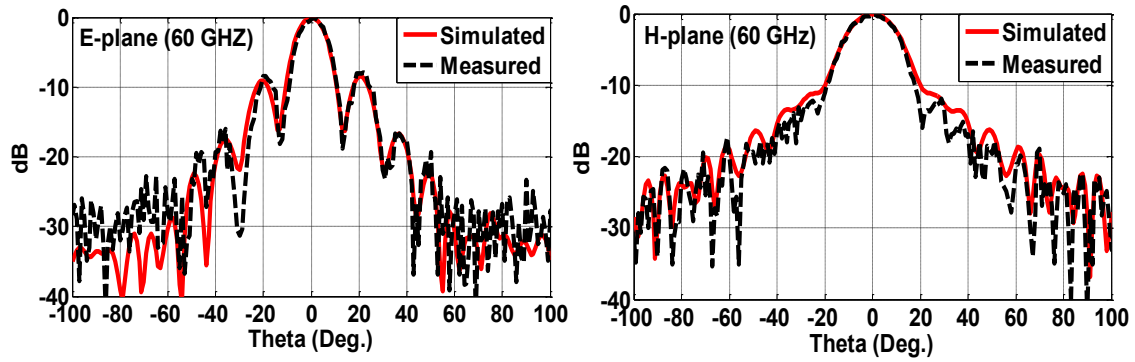 E-plane (60 GHZ)
Simulated
Measured
dB
0
-10
-20
-30
-40
-100 -80 -60 -40 -20 0 20 40 60 80 100
Theta (Deg.)
H-plane (60 GHz)
Simulated
Measured
dB
0
-10
-20
-30
-40
-100 -80 -60 -40 -20 0 20 40 60 80 100
Theta (Deg.)